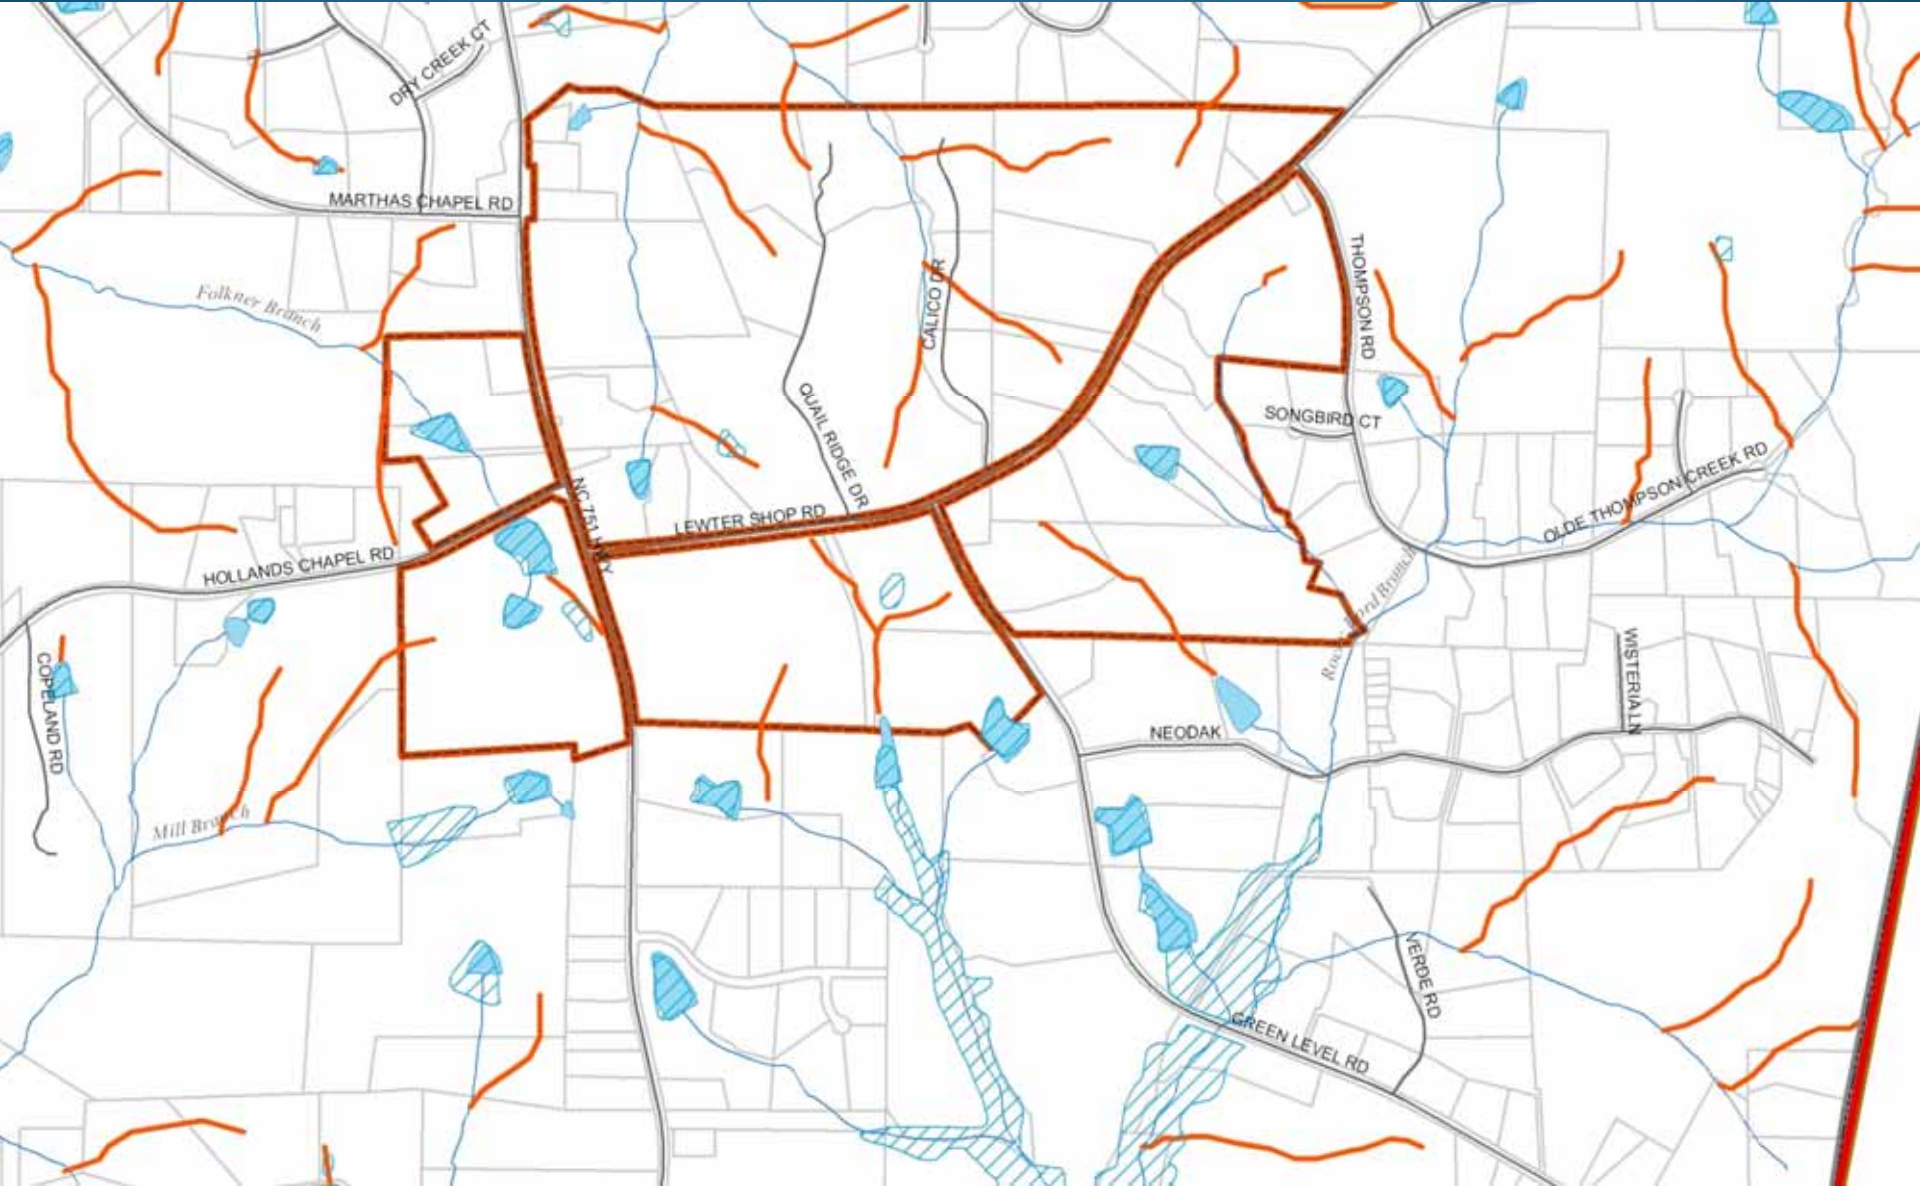 DRY CREEK CT
MARTHAS CHAPEL RD
Folkner Branch
THOMPSON RD
CALICO DR
QUAIL RIDGE DR
SONGBIRD CT
OLDE THOMPSON CREEK RD
NC 751 HWY
LEWTER SHOP RD
HOLLANDS CHAPEL RD
Branch
COPELAND RD
WISTERIA LN
NEODAK
Mill Branch
VERDE RD
GREEN LEVEL RD